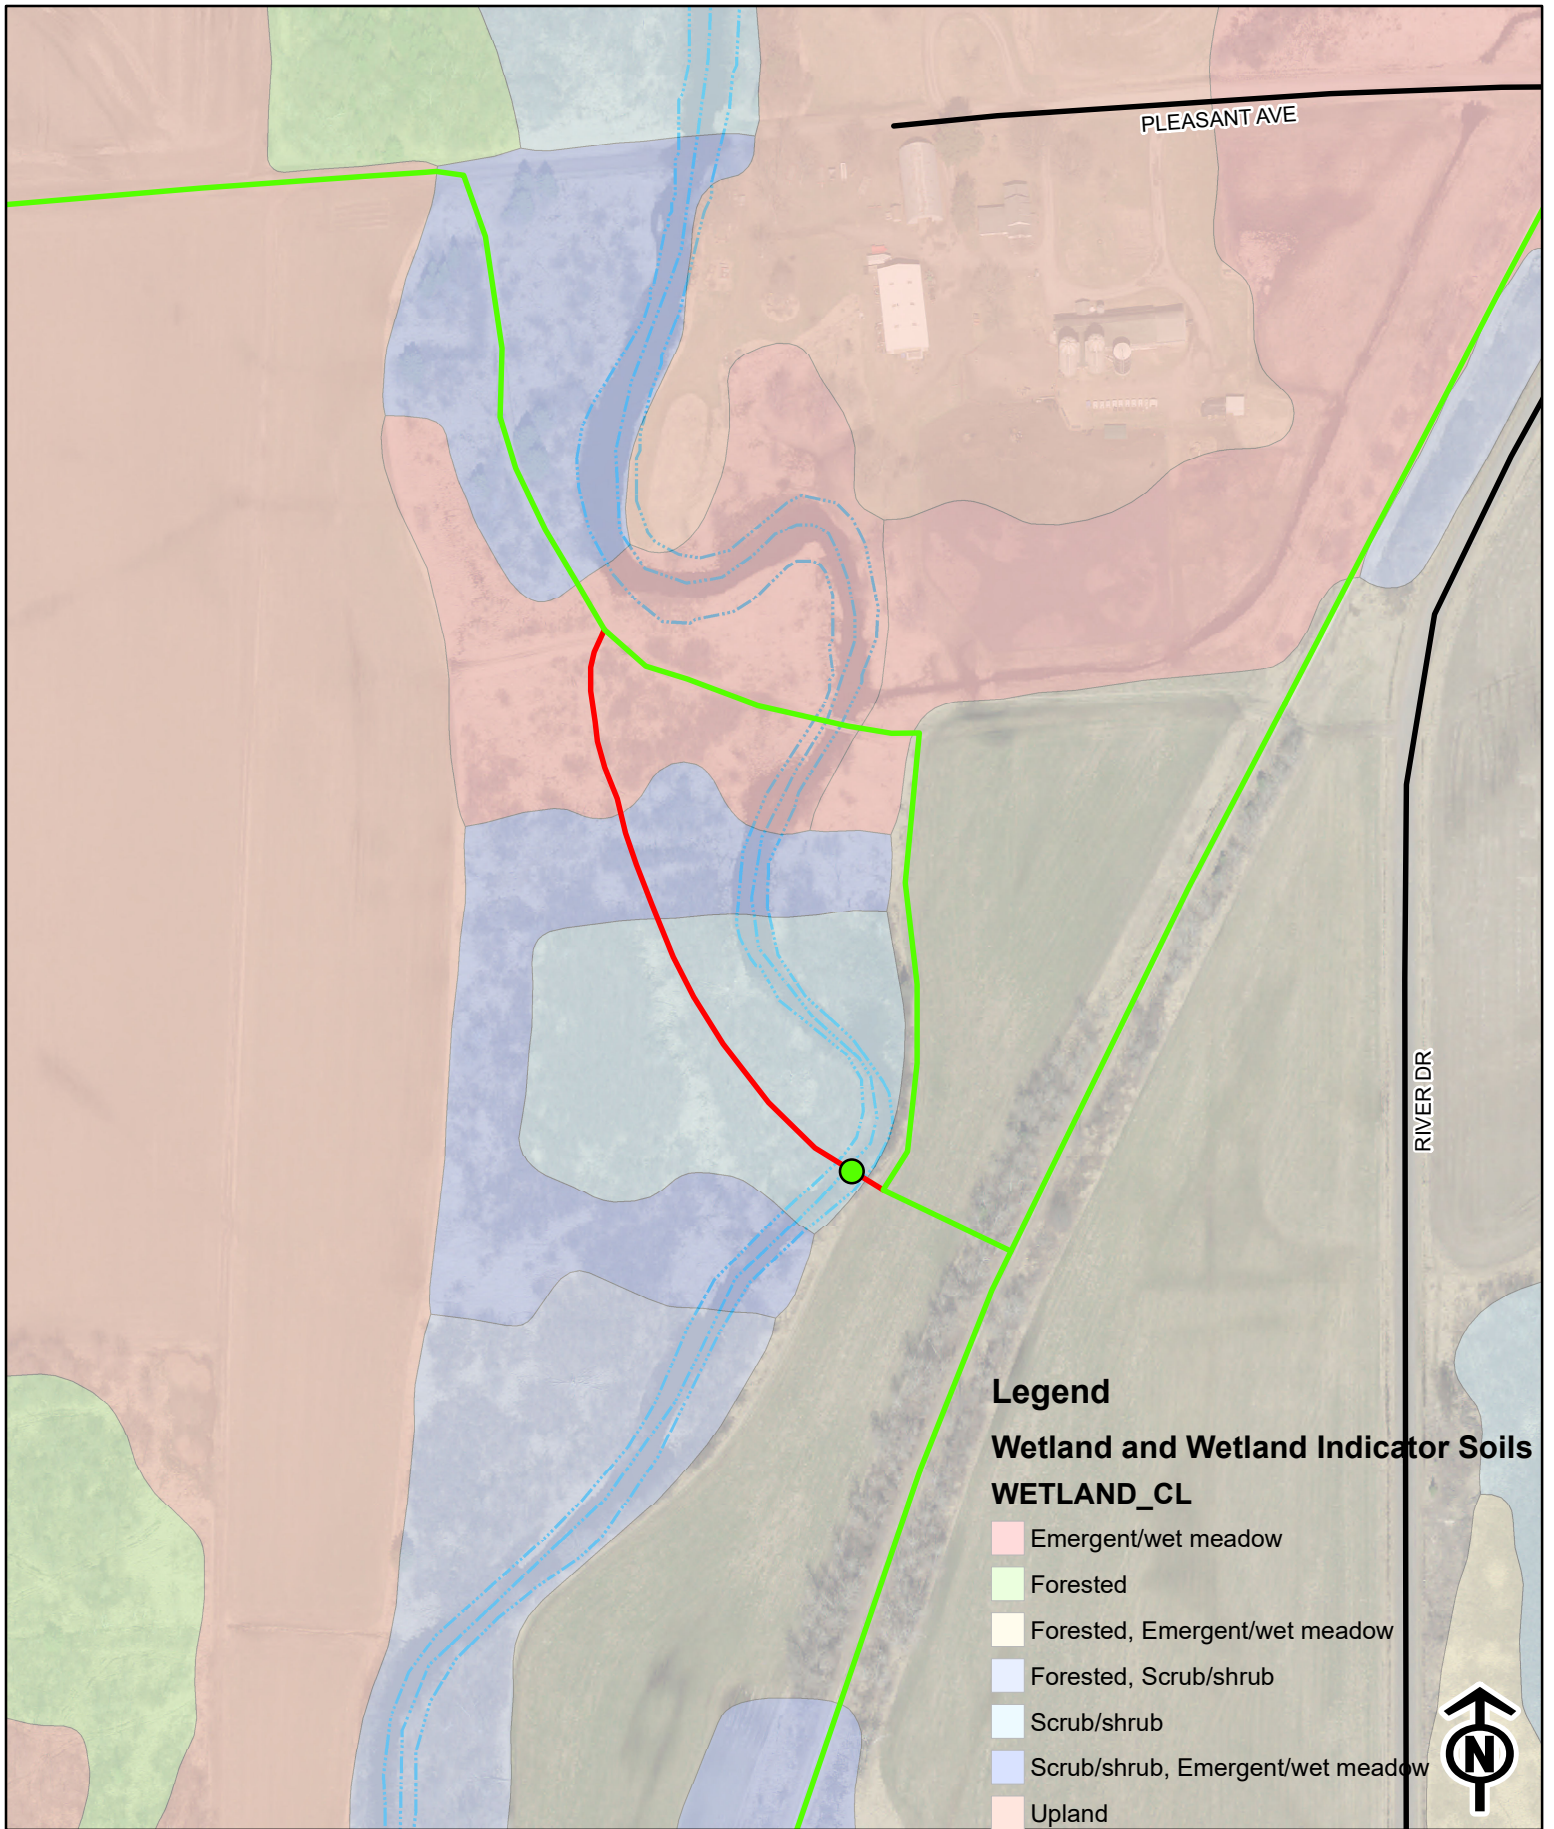 PLEASANT AVE
RIVER DR
Legend
Wetland and Wetland Indicator Soils
WETLAND_CL
Emergent/wet meadow
Forested
Forested, Emergent/wet meadow
Forested, Scrub/shrub
Scrub/shrub
Scrub/shrub, Emergent/wet meadow
N
Upland